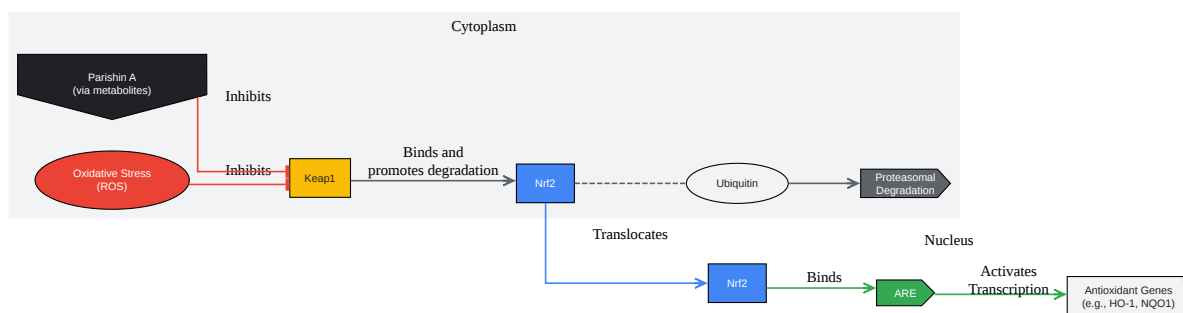 Cytoplasm
Parishin A
(via metabolites)
Inhibits
Oxidative Stress
(ROS)
Inhibits
Keap1
Binds and
promotes degradation
Nrf2
Ubiquitin
Proteasomal
Degradation
Translocates
Nucleus
Nrf2
Binds
ARE
Activates
Transcription
Antioxidant Genes
(e.g., HO-1, NQO1)